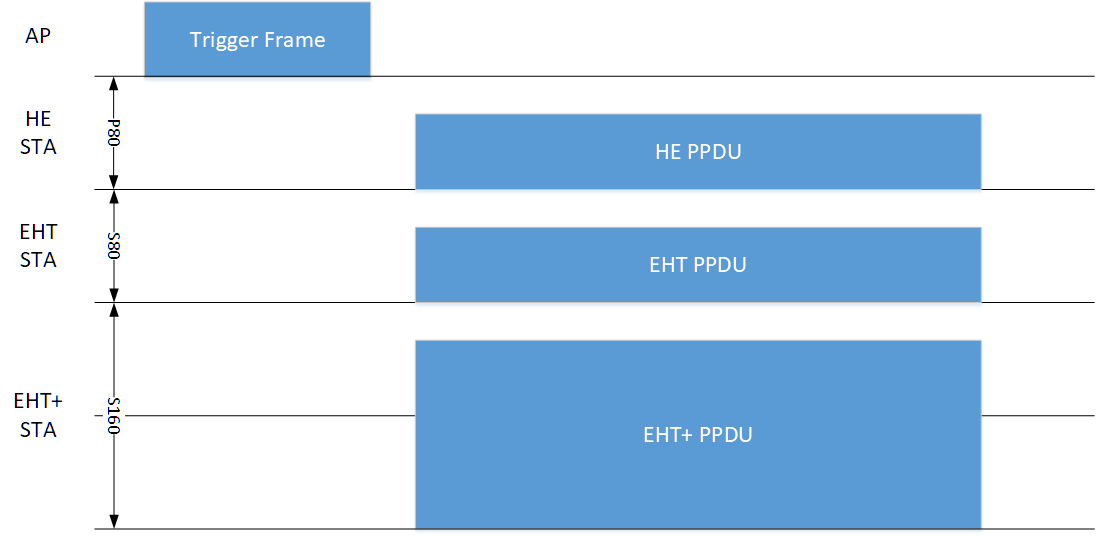 AP
Trigger Frame
HE
STA
P80
HE PPDU
EHT
STA
S80
EHT PPDU
EHT+
STA
S160
EHT+ PPDU